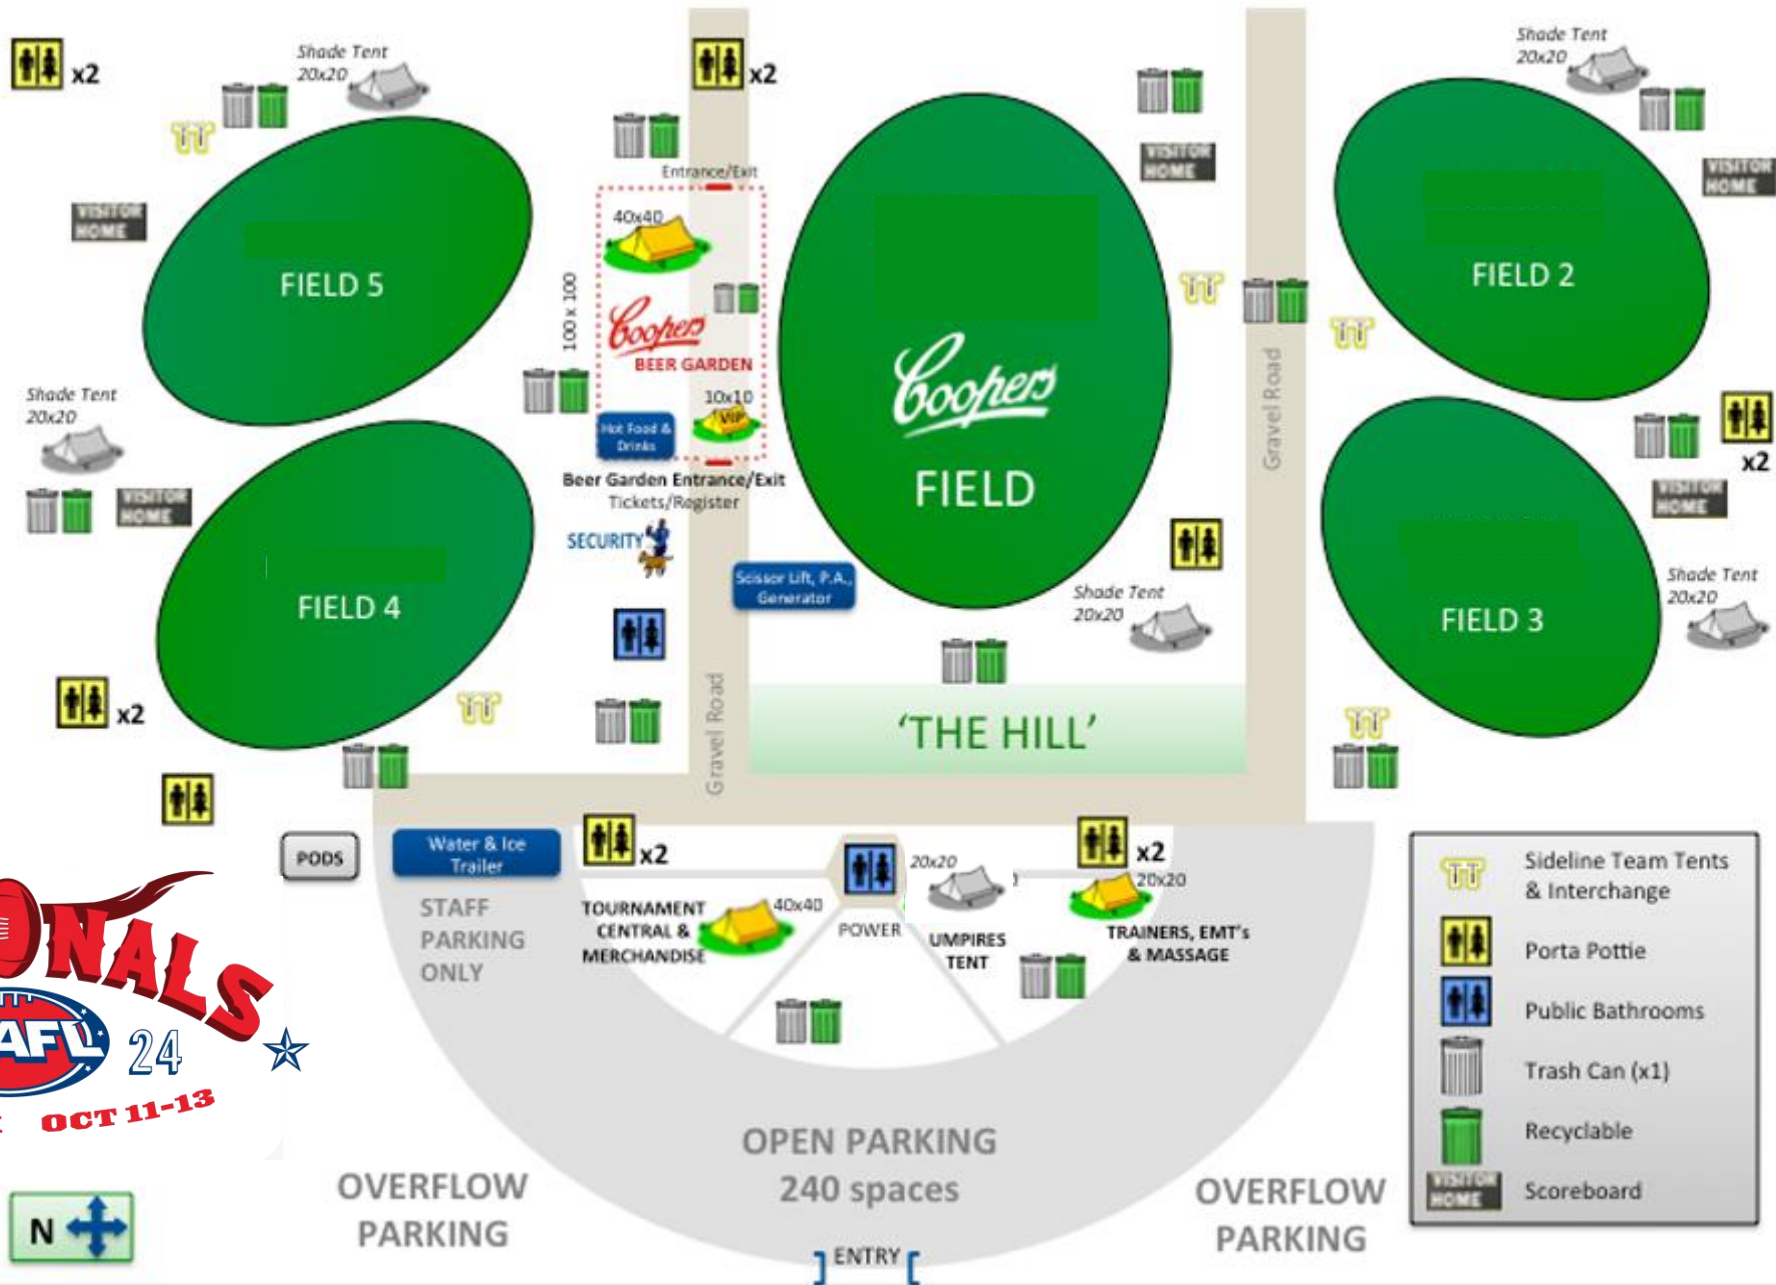 x2
Shade Tent
20x20
x2
Shade Tent
20x20
VISITOR
HOME
VISITOR
HOME
VISITOR
HOME
Entrance/Exit
40x40
100 x 100
Coopers
BEER GARDEN
10x10
VIP
Hot Food &
Drinks
Beer Garden Entrance/Exit
Tickets/Register
SECURITY
FIELD 5
Coopers
FIELD
FIELD 2
Gravel Road
Shade Tent
20x20
VISITOR
HOME
x2
VISITOR
HOME
FIELD 4
Scissor Lift, P.A.,
Generator
Shade Tent
20x20
FIELD 3
Shade Tent
20x20
x2
Gravel Road
'THE HILL'
PODS
Water & Ice
Trailer
x2
x2
STAFF
PARKING
ONLY
TOURNAMENT
CENTRAL &
MERCHANDISE
40x40
POWER
20x20
UMPIRES
TENT
20x20
TRAINERS, EMT's
& MASSAGE
Sideline Team Tents
& Interchange
Porta Pottie
Public Bathrooms
Trash Can (x1)
Recyclable
VISITOR
HOME
Scoreboard
ONALS
AFL
24
OCT 11-13
OPEN PARKING
240 spaces
OVERFLOW
PARKING
OVERFLOW
PARKING
N
ENTRY